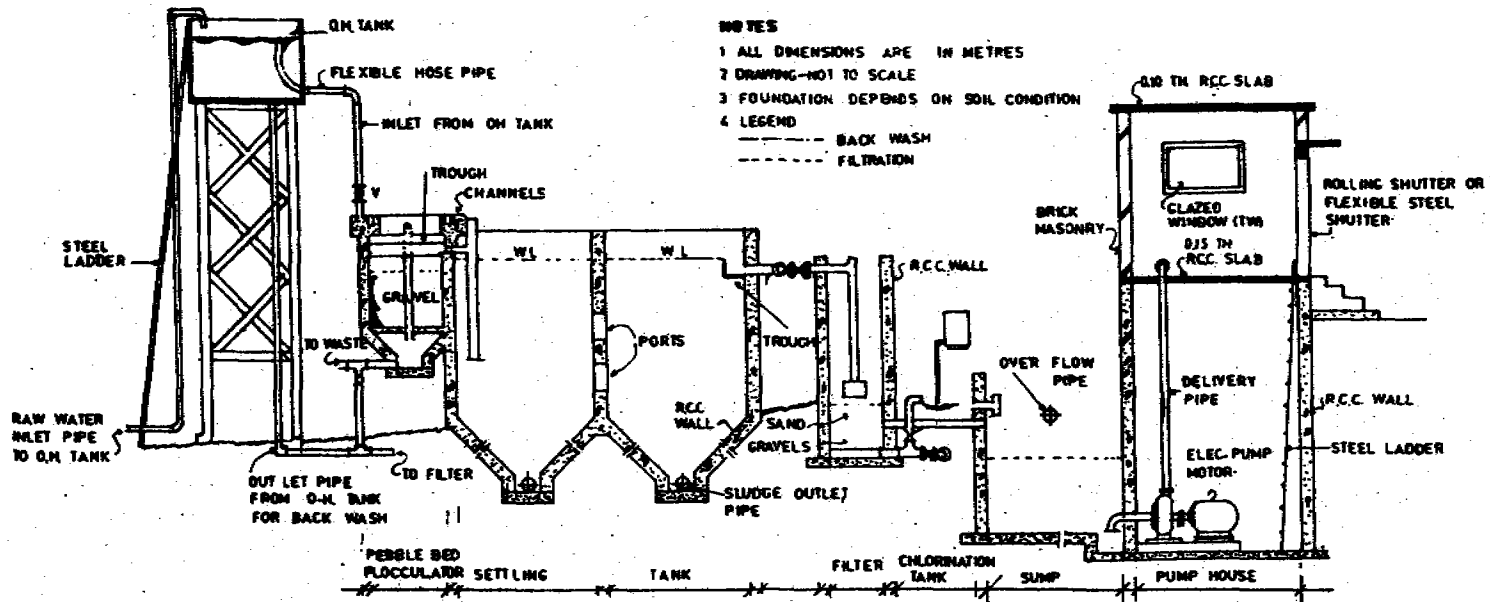 O.H. TANK
FLEXIBLE HOSE PIPE
INLET FROM OH TANK
TROUGH
CHANNELS
V
STEEL
LADDER
GRAVEL
TO WASTE
RAW WATER
INLET PIPE
TO O.H. TANK
OUT LET PIPE
FROM O.H. TANK
FOR BACK WASH
TO FILTER
W L
W L
PORTS
R.C.C
WALL
SLUDGE OUTLET
PIPE
TROUGH
R.C.C. WALL
SAND
GRAVELS
NOTES
1 ALL DIMENSIONS ARE IN METRES
2 DRAWING-NOT TO SCALE
3 FOUNDATION DEPENDS ON SOIL CONDITION
4 LEGEND
BACK WASH
FILTRATION
OVER FLOW
PIPE
0.10 TH RCC SLAB
BRICK
MASONRY
GLAZED
WINDOW (TW)
0.15 TH
RCC SLAB
ROLLING SHUTTER OR
FLEXIBLE STEEL
SHUTTER
DELIVERY
PIPE
R.C.C. WALL
ELEC. PUMP
MOTOR
STEEL LADDER
PEBBLE BED
FLOCCULATOR
SETTLING TANK
FILTER
CHLORINATION
TANK
SUMP
PUMP HOUSE